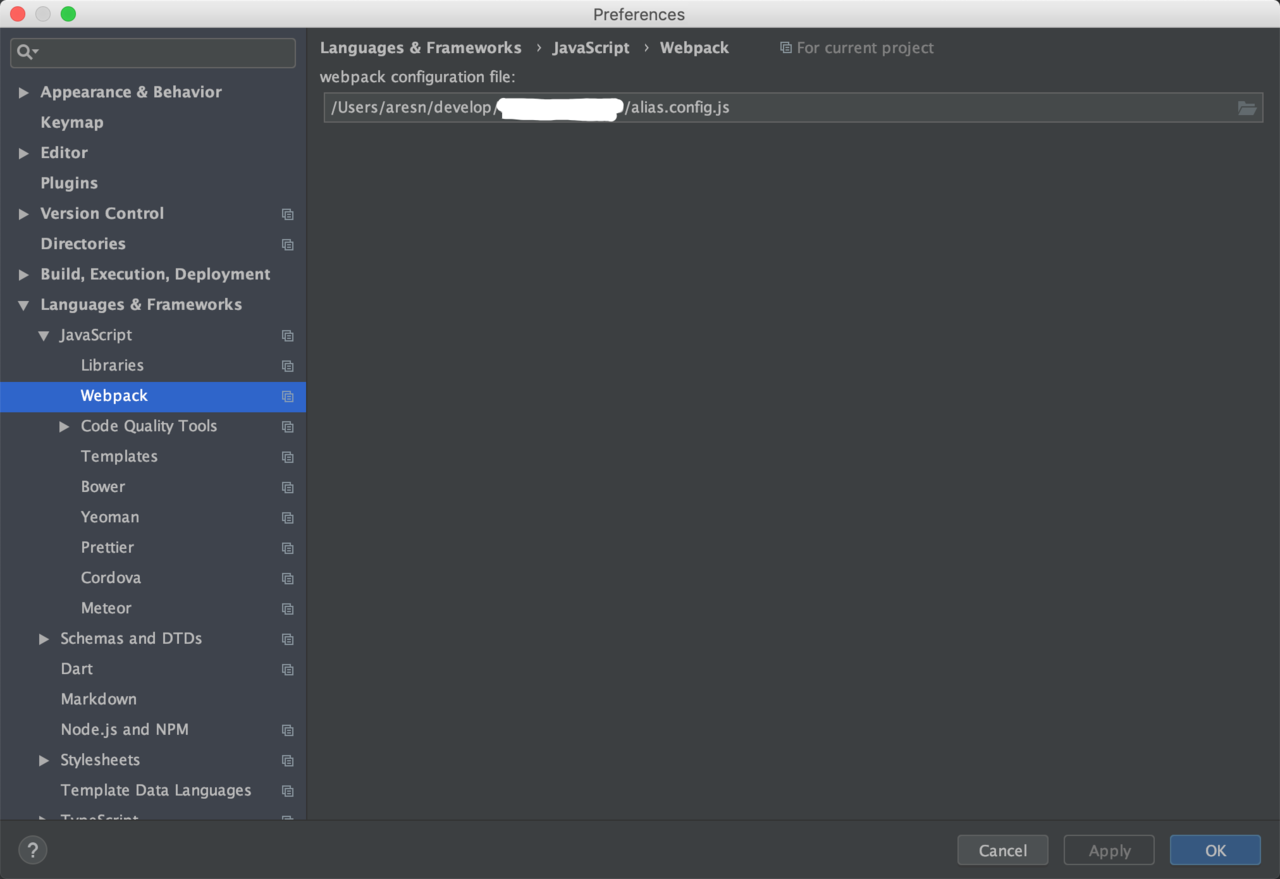 Preferences
Languages & Frameworks › JavaScript › Webpack For current project
webpack configuration file:
/Users/aresn/develop/ /alias.config.js
Appearance & Behavior
Keymap
Editor
Plugins
Version Control
Directories
Build, Execution, Deployment
Languages & Frameworks
JavaScript
Libraries
Webpack
Code Quality Tools
Templates
Bower
Yeoman
Prettier
Cordova
Meteor
Schemas and DTDs
Dart
Markdown
Node.js and NPM
Stylesheets
Template Data Languages
TypeScript
?
Cancel
Apply
OK